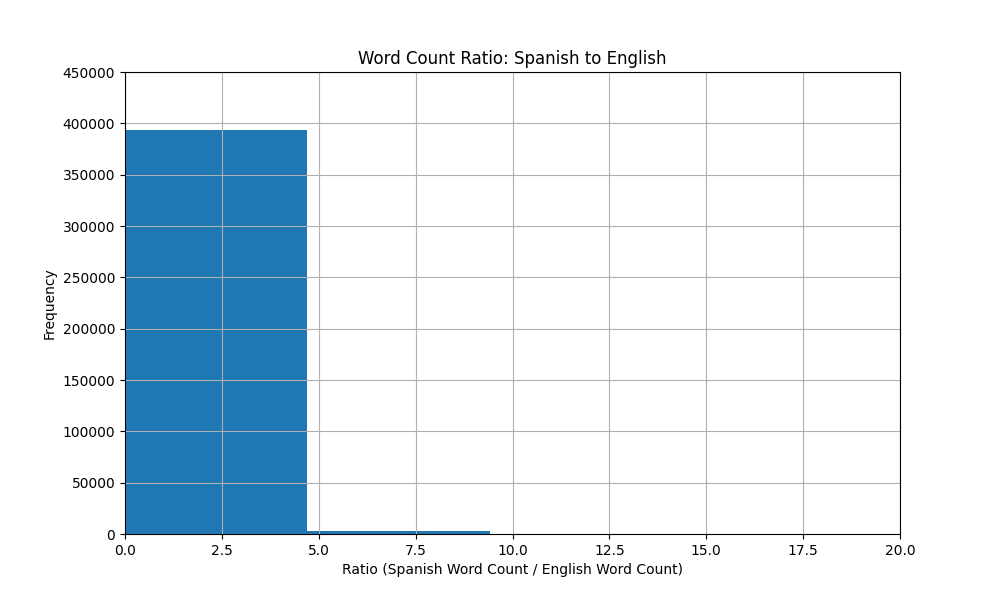 Word Count Ratio: Spanish to English
450000
400000
350000
300000
250000
200000
150000
100000
50000
0
Frequency
0.0 2.5 5.0 7.5 10.0 12.5 15.0 17.5 20.0
Ratio (Spanish Word Count / English Word Count)